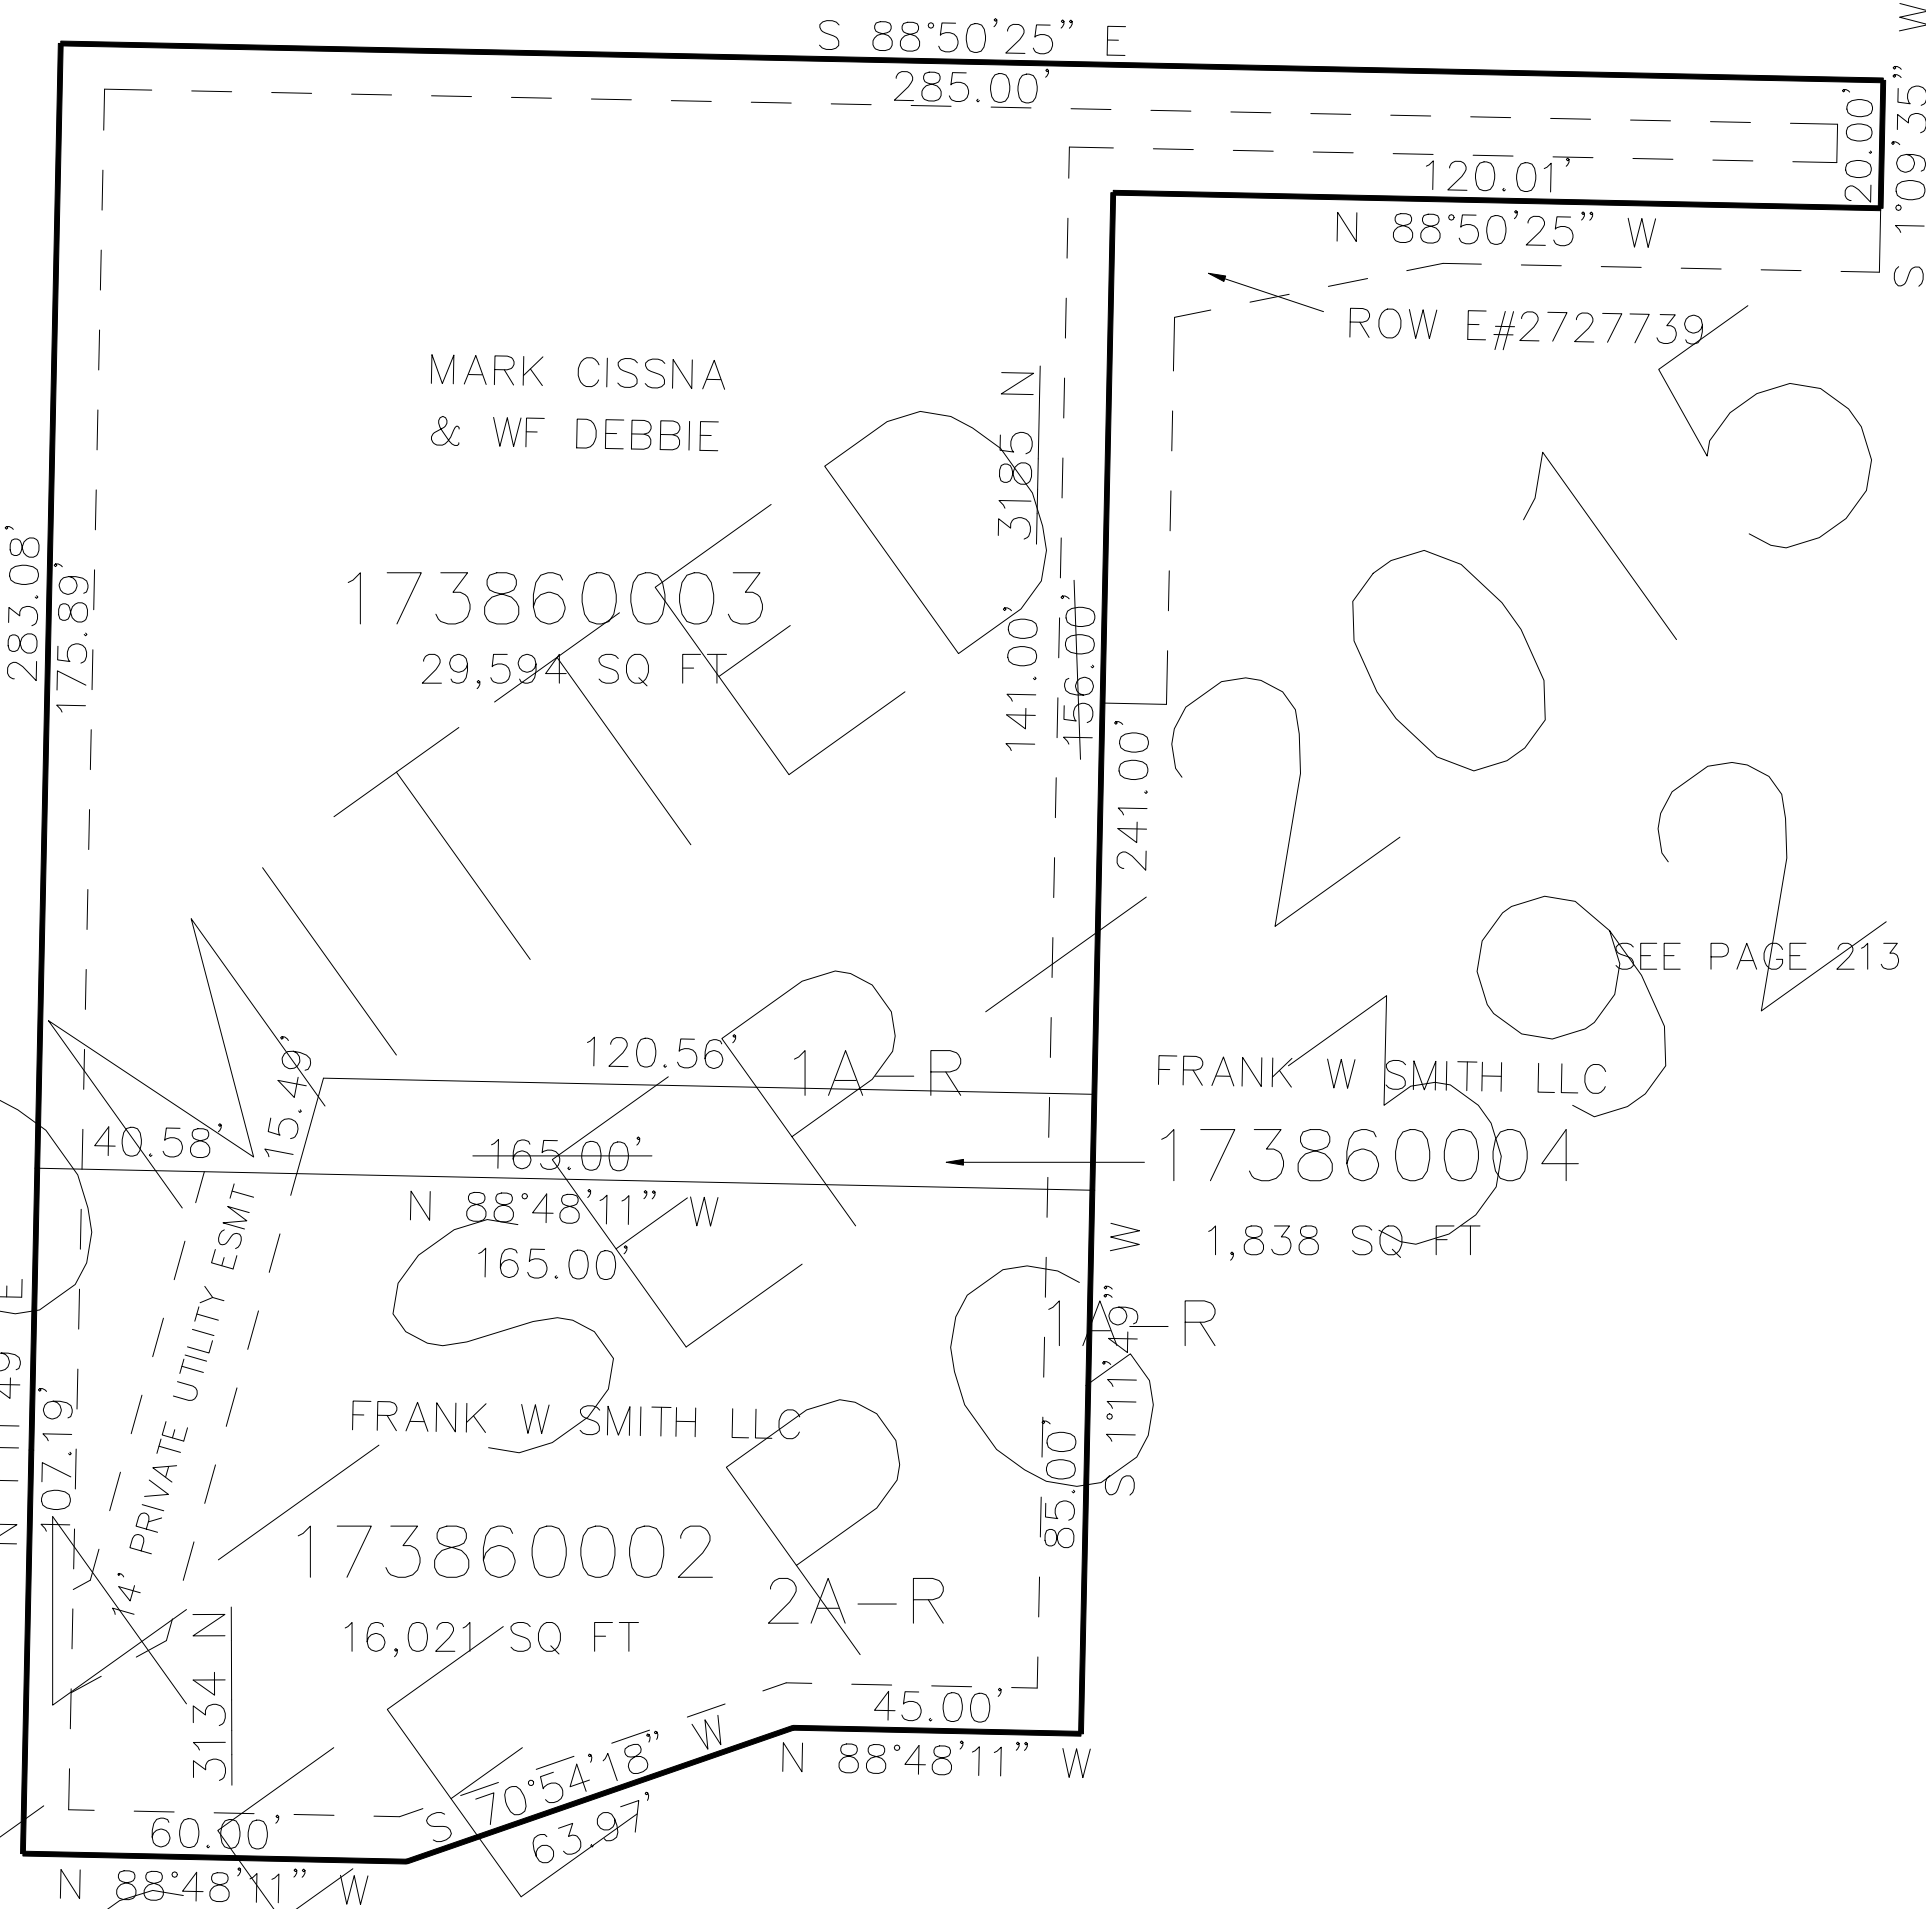 S 88°50'25" E
285.00'
20.00'
S 1°09'35" W
120.01'
N 88°50'25" W
ROW E#2727739
MARK CISSNA
& WF DEBBIE
3185 N
283.08'
175.89'
173860003
29,594 SQ FT
141.00'
156.00'
241.00'
SEE PAGE 213
120.56'
1A-R
15.49'
40.58'
165.00'
N 88°48'11" W
165.00'
FRANK W SMITH LLC
173860004
1,838 SQ FT
1A-R
S 1°11'49" W
85.00'
107.19'
14' PRIVATE UTILITY ESMT
FRANK W SMITH LLC
173860002
2A-R
16,021 SQ FT
3134 N
45.00'
N 88°48'11" W
S 70°54'18" W
63.97'
60.00'
N 88°48'11" W